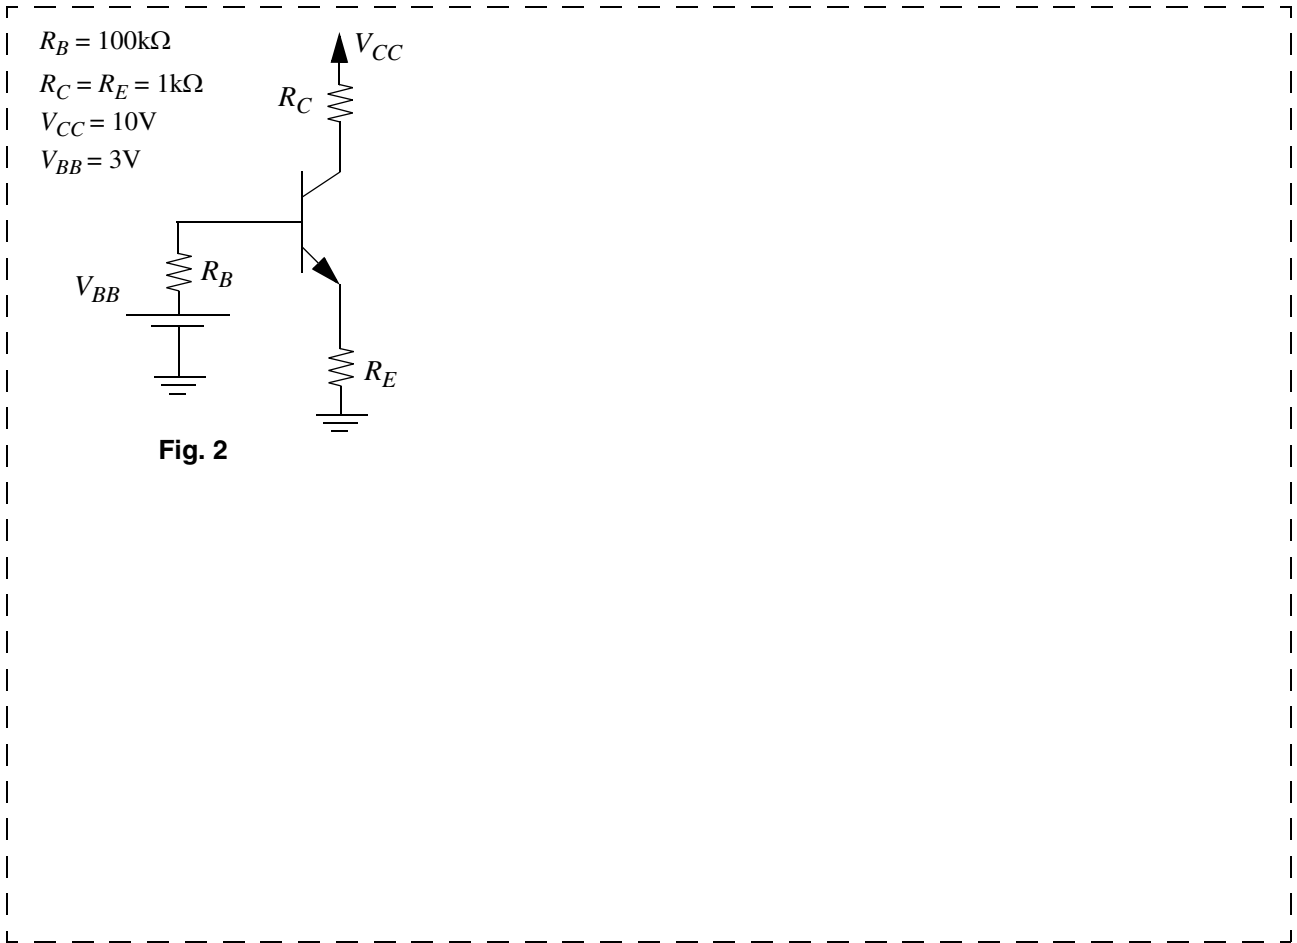 R_B = 100kΩ
R_C = R_E = 1kΩ
V_CC = 10V
V_BB = 3V
V_CC
R_C
R_B
V_BB
R_E
Fig. 2